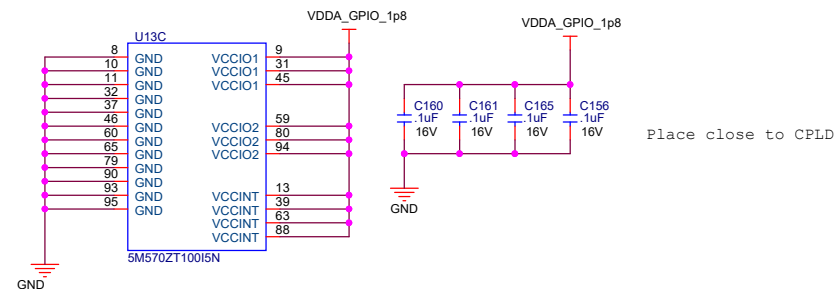 VDDA_GPIO_1p8
U13C
8 GND VCCIO1 9
10 GND VCCIO1 31
11 GND VCCIO1 45
32 GND
37 GND
46 GND VCCIO2 59
60 GND VCCIO2 80
65 GND VCCIO2 94
79 GND
90 GND
93 GND VCCINT 13
95 GND VCCINT 39
VCCINT 63
VCCINT 88
5M570ZT100I5N
GND
VDDA_GPIO_1p8
C160
.1uF
16V
C161
.1uF
16V
C165
.1uF
16V
C156
.1uF
16V
GND
Place close to CPLD